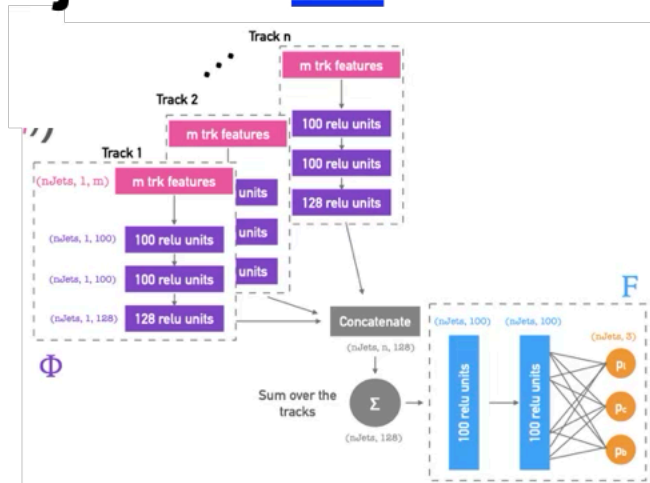 Track n
m trk features
100 relu units
100 relu units
128 relu units
Track 2
m trk features
units
units
units
Track 1
(nJets, 1, m)
m trk features
(nJets, 1, 100)
100 relu units
(nJets, 1, 100)
100 relu units
(nJets, 1, 128)
128 relu units
Φ
Concatenate
(nJets, n, 128)
Sum over the
tracks
Σ
(nJets, 128)
F
(nJets, 100)
(nJets, 100)
(nJets, 3)
100 relu units
100 relu units
pl
pc
pb